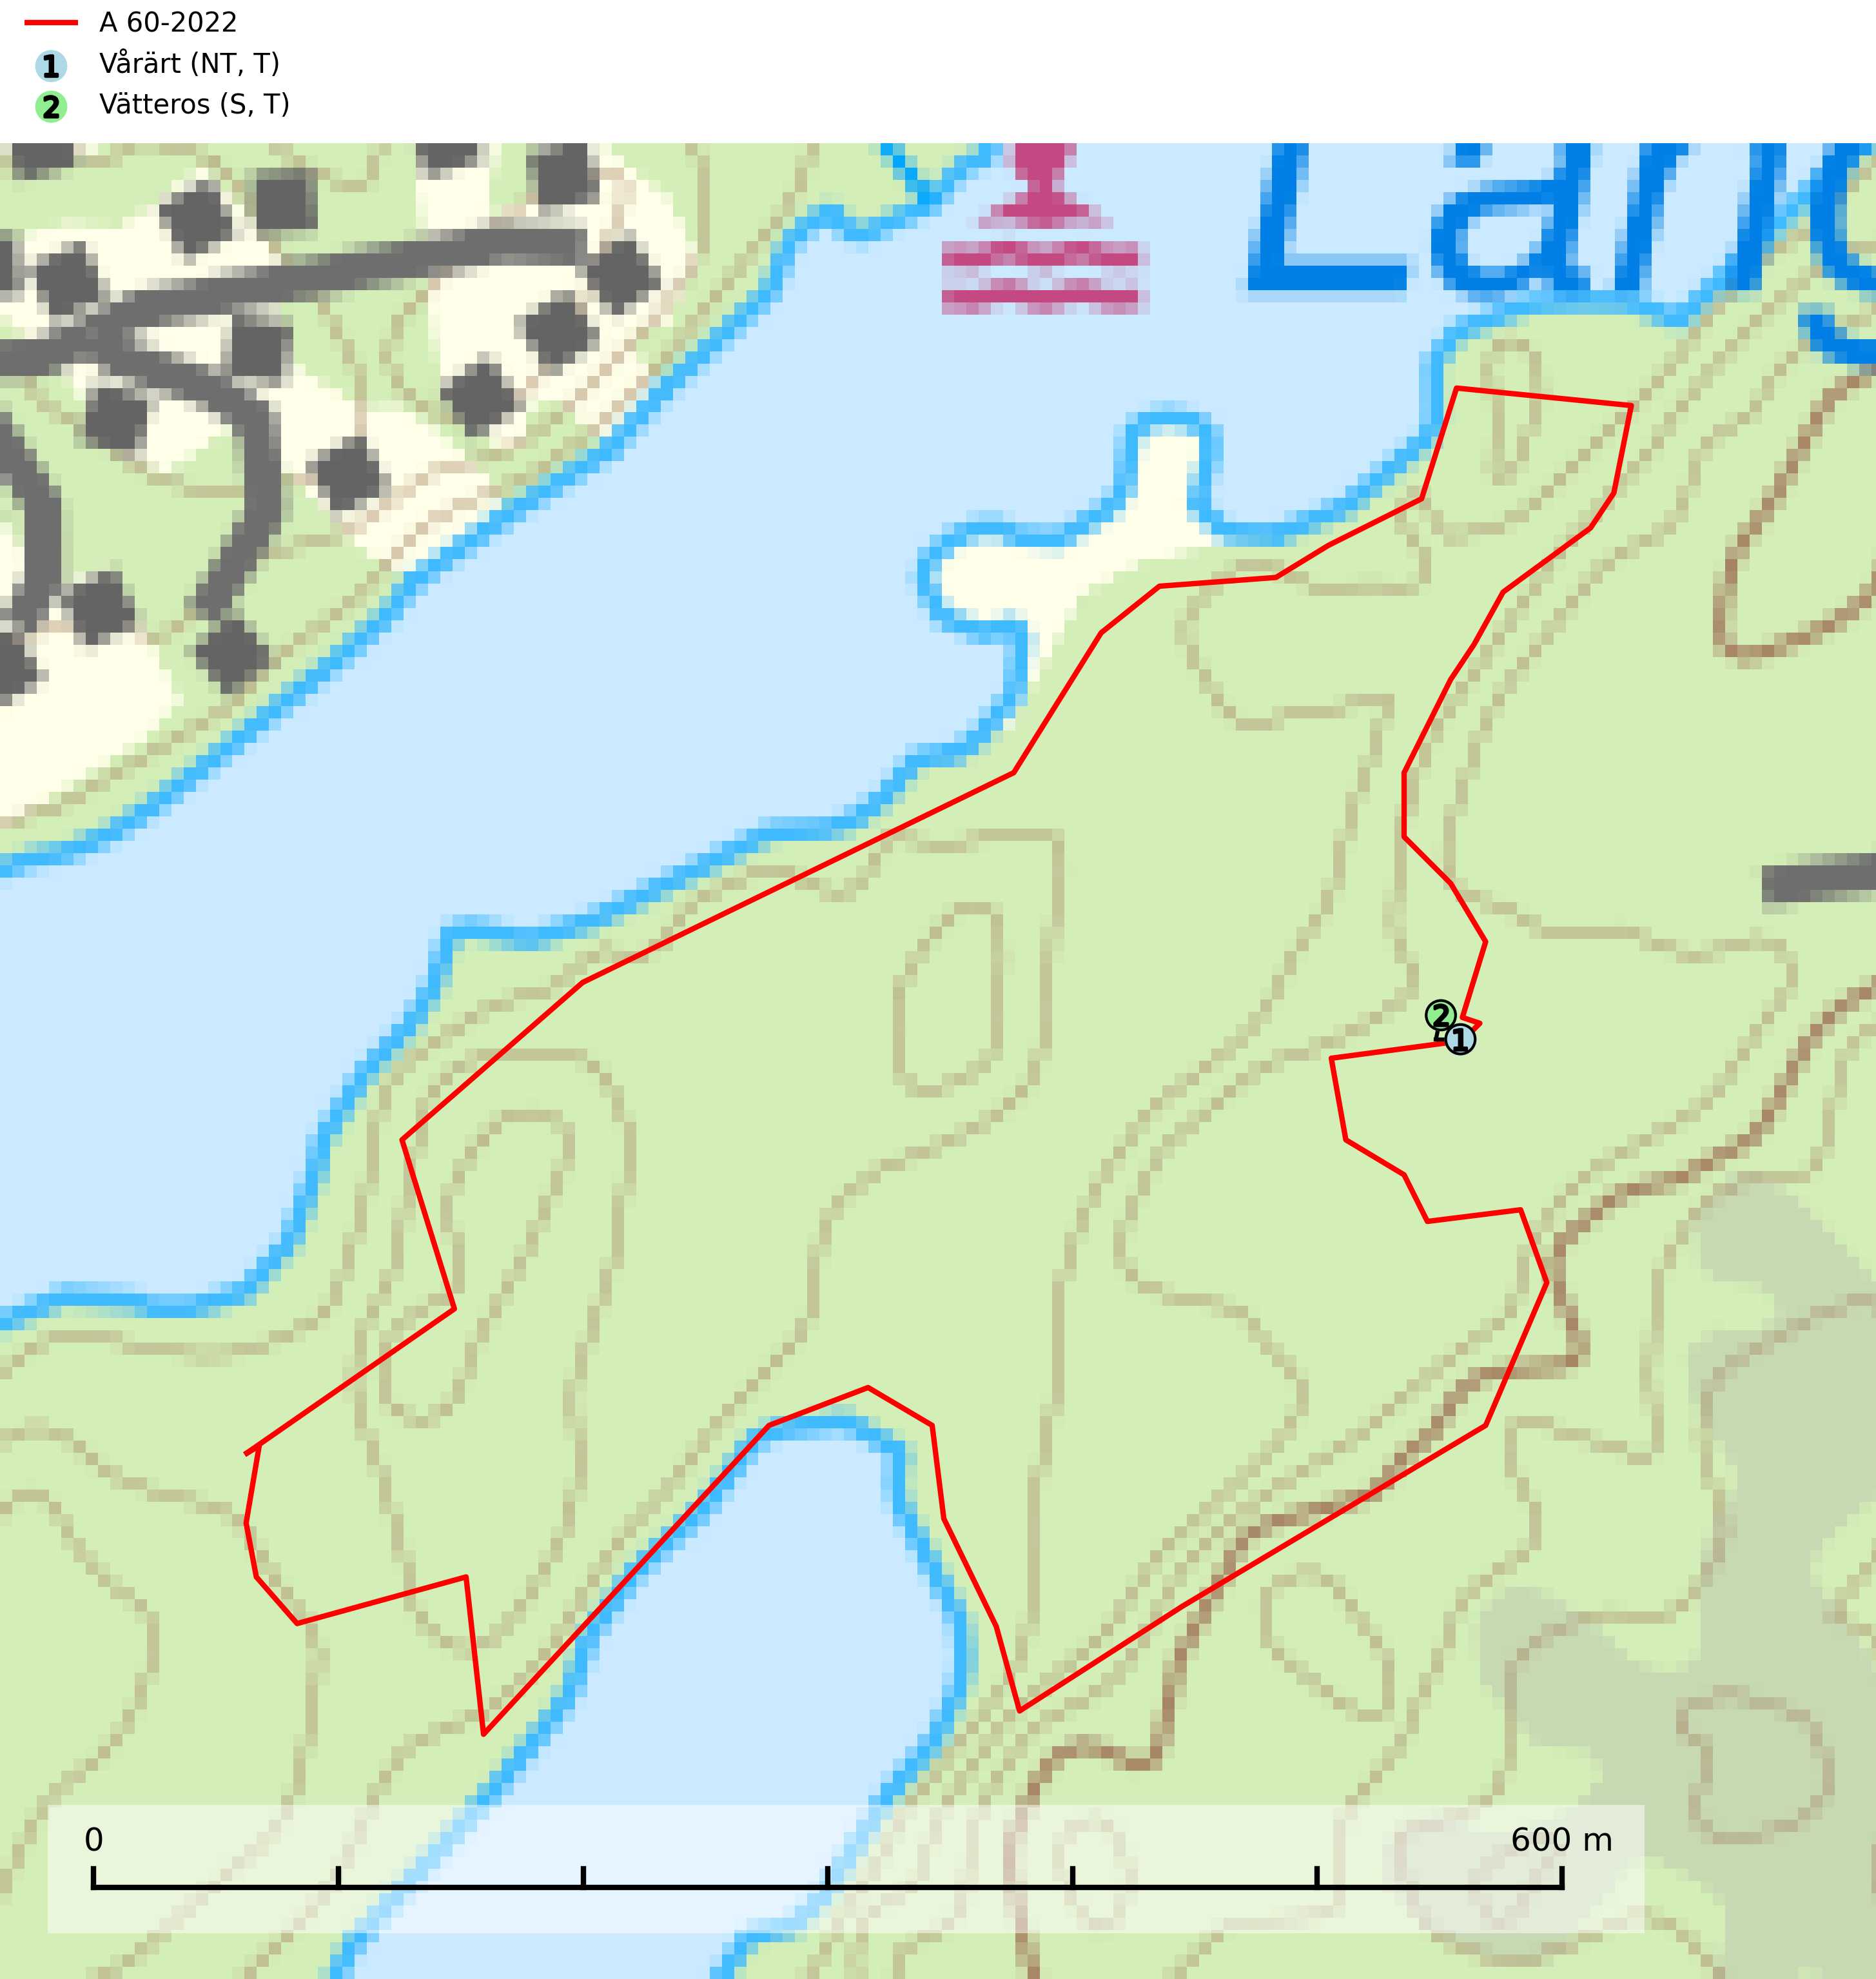 A 60-2022
1 Vårärt (NT, T)
2 Vätteros (S, T)
2
1
0 600 m